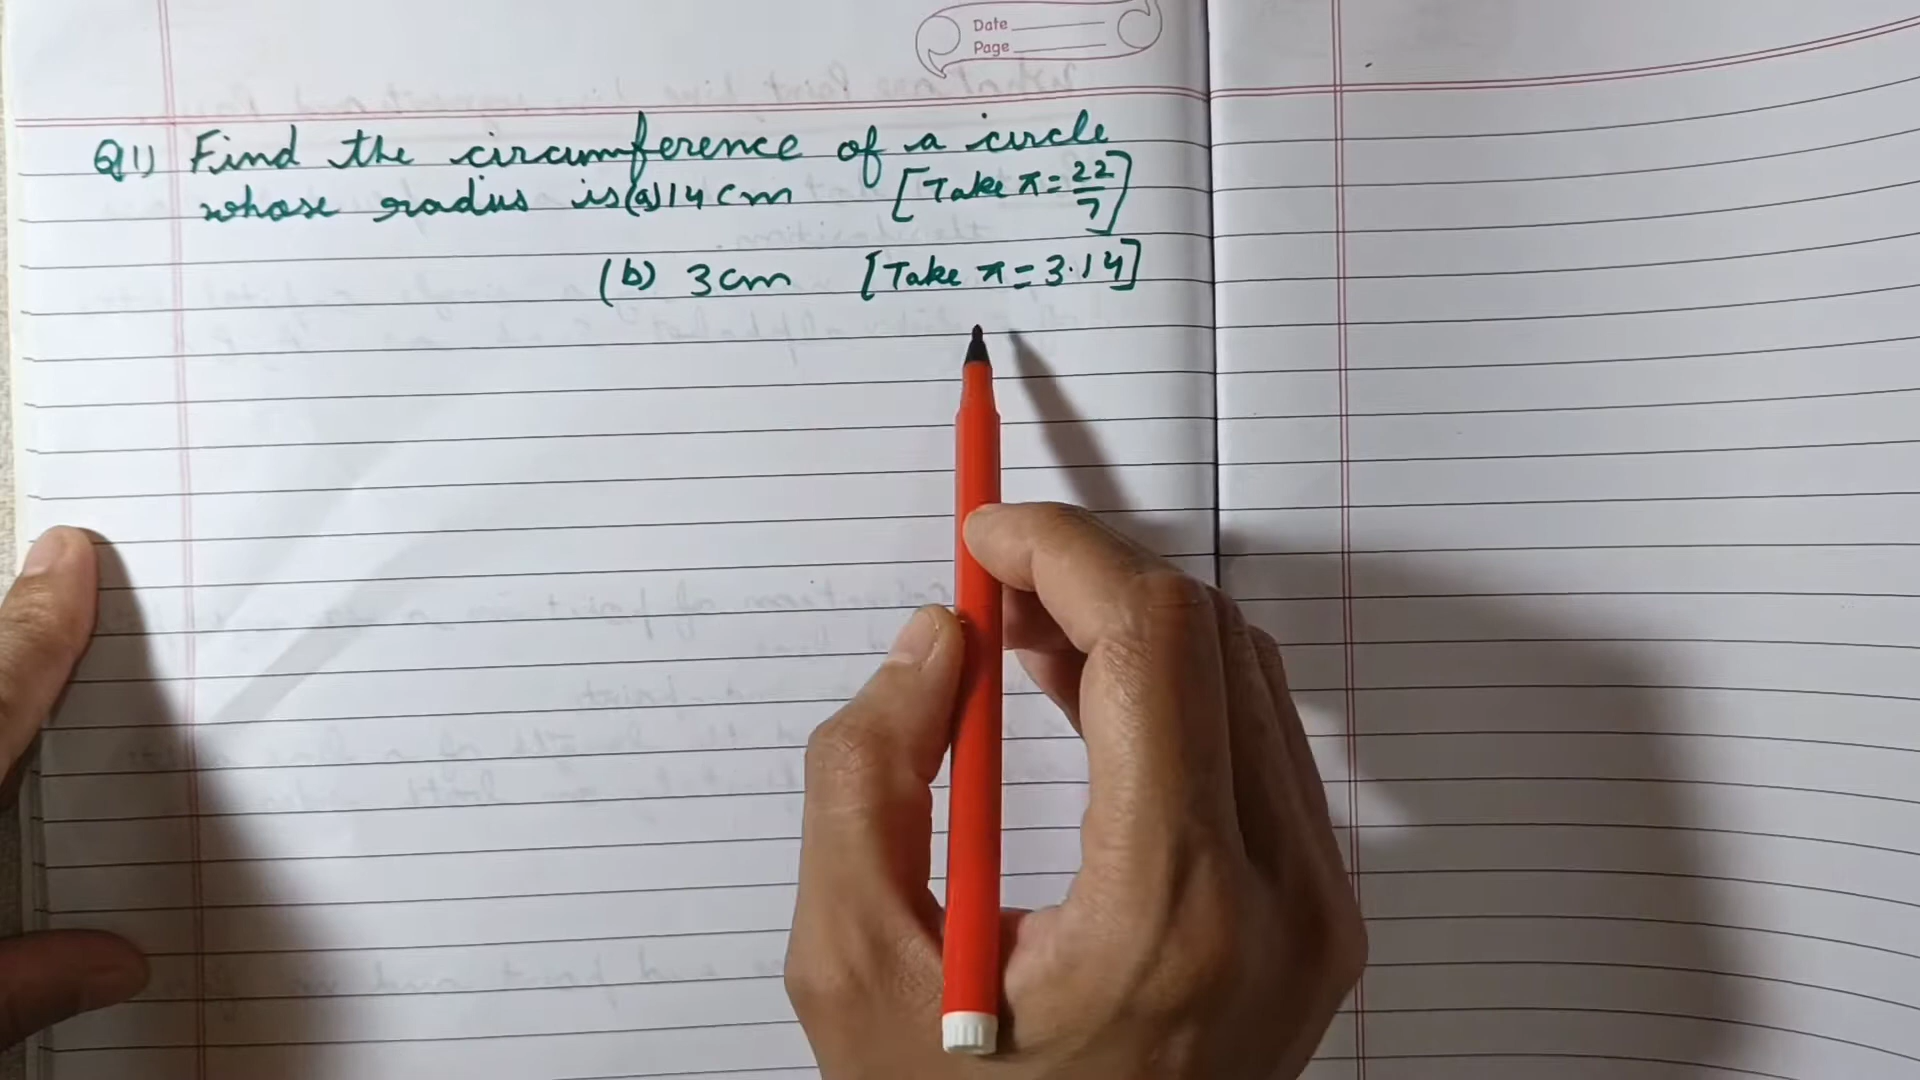 Date
Page
Q1) Find the circumference of a circle
whose radius is (a) 14 cm [Take π = 22/7]
(b) 3 cm [Take π = 3.14]